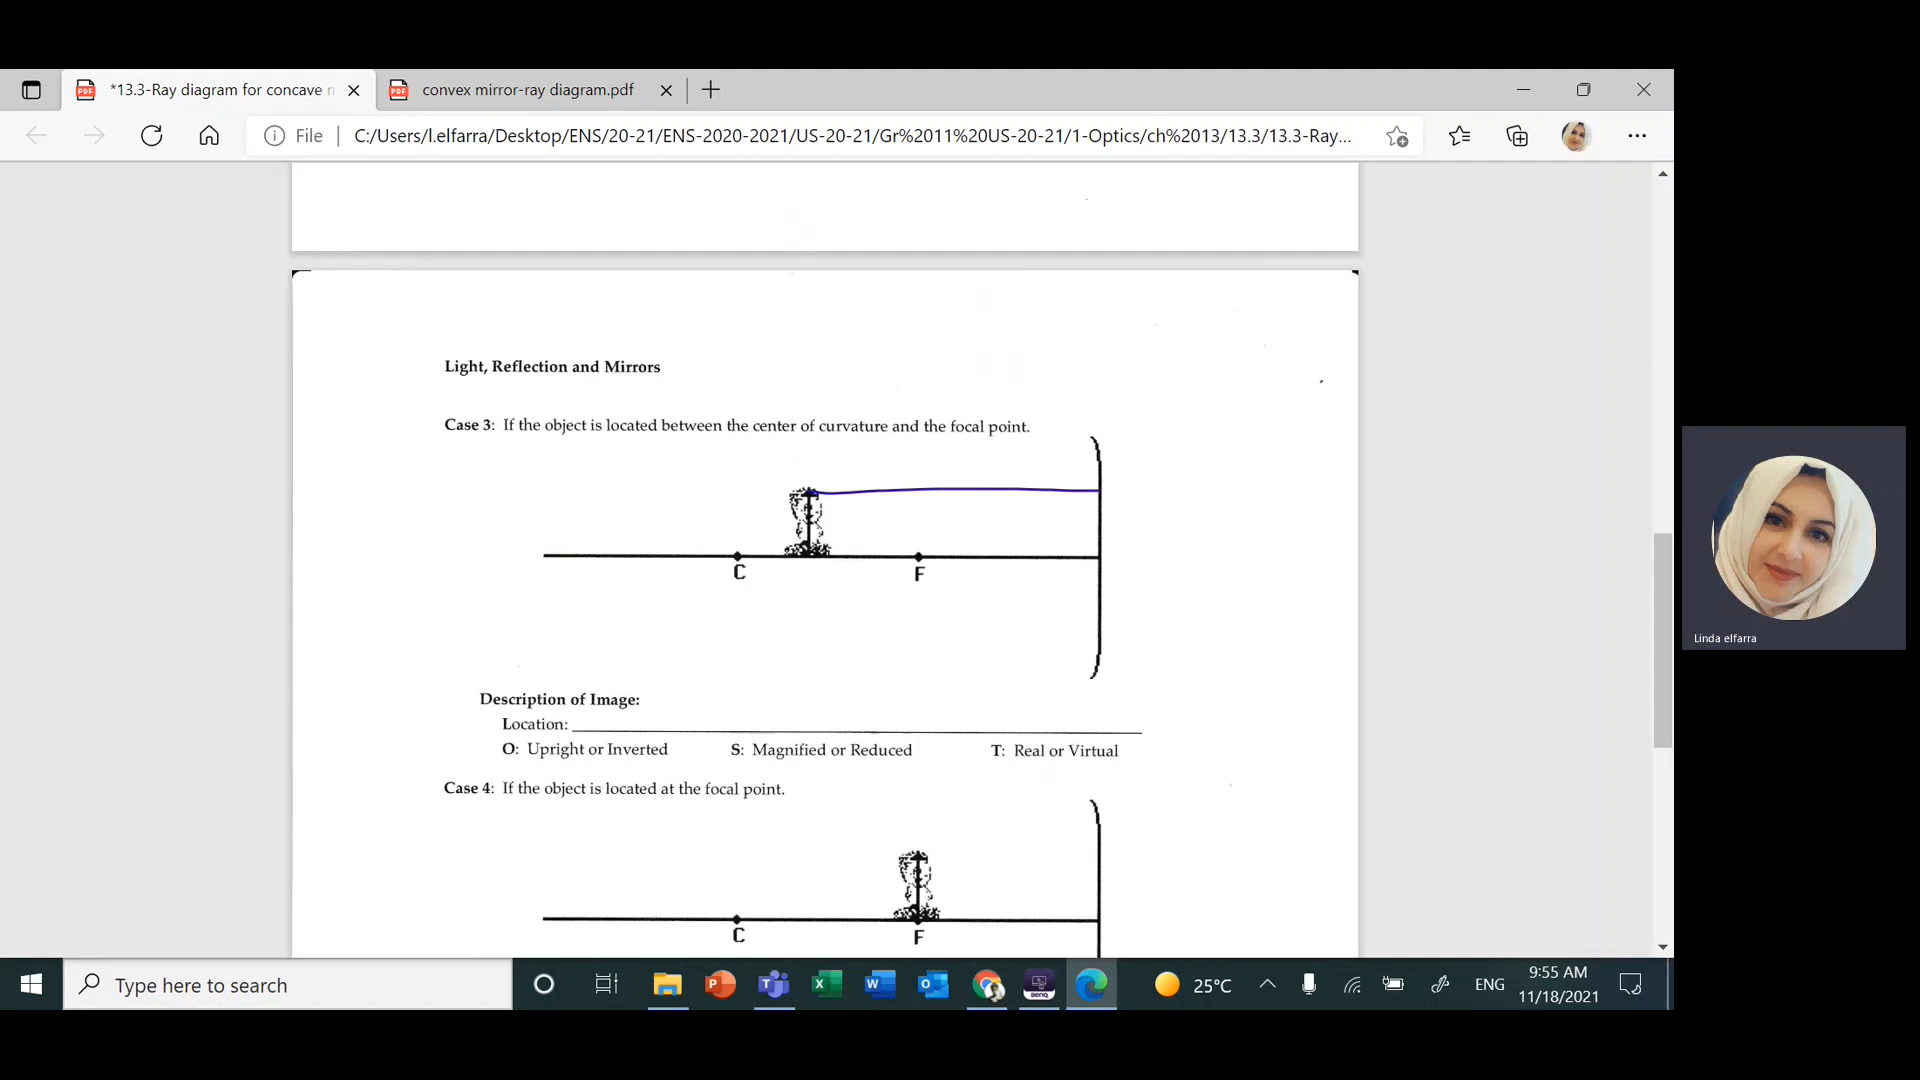 *13.3-Ray diagram for concave n
convex mirror-ray diagram.pdf
File
C:/Users/l.elfarra/Desktop/ENS/20-21/ENS-2020-2021/US-20-21/Gr%2011%20US-20-21/1-Optics/ch%2013/13.3/13.3-Ray...
Light, Reflection and Mirrors
Case 3: If the object is located between the center of curvature and the focal point.
C
F
Description of Image:
Location:
O: Upright or Inverted S: Magnified or Reduced T: Real or Virtual
Case 4: If the object is located at the focal point.
C
F
Linda elfarra
Type here to search
25°C
ENG
9:55 AM
11/18/2021